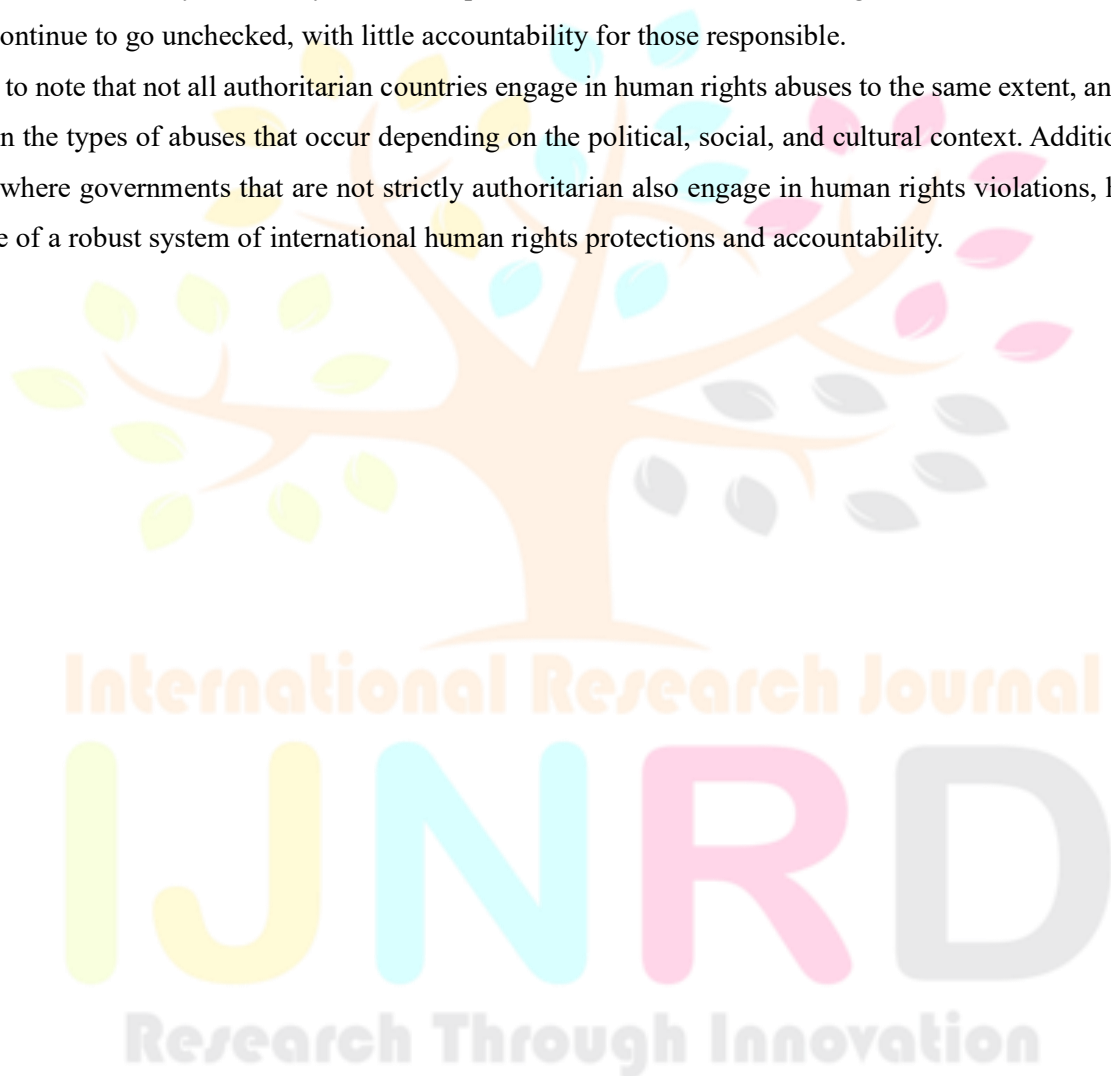 ontinue to go unchecked, with little accountability for those responsible.
to note that not all authoritarian countries engage in human rights abuses to the same extent, an
n the types of abuses that occur depending on the political, social, and cultural context. Additio
where governments that are not strictly authoritarian also engage in human rights violations, h
e of a robust system of international human rights protections and accountability.
International Research Journal
IJNRD
Research Through Innovation